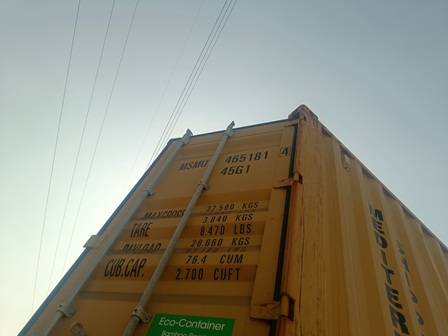 MSMU 465181 4
45G1
MAX.GROSS 32.500 KGS
TARE 3.840 KGS
8.470 LBS
PAYLOAD 28.660 KGS
CUB.CAP. 76.4 CUM
2.700 CUFT
Eco-Container
Bamboo
MEDITER